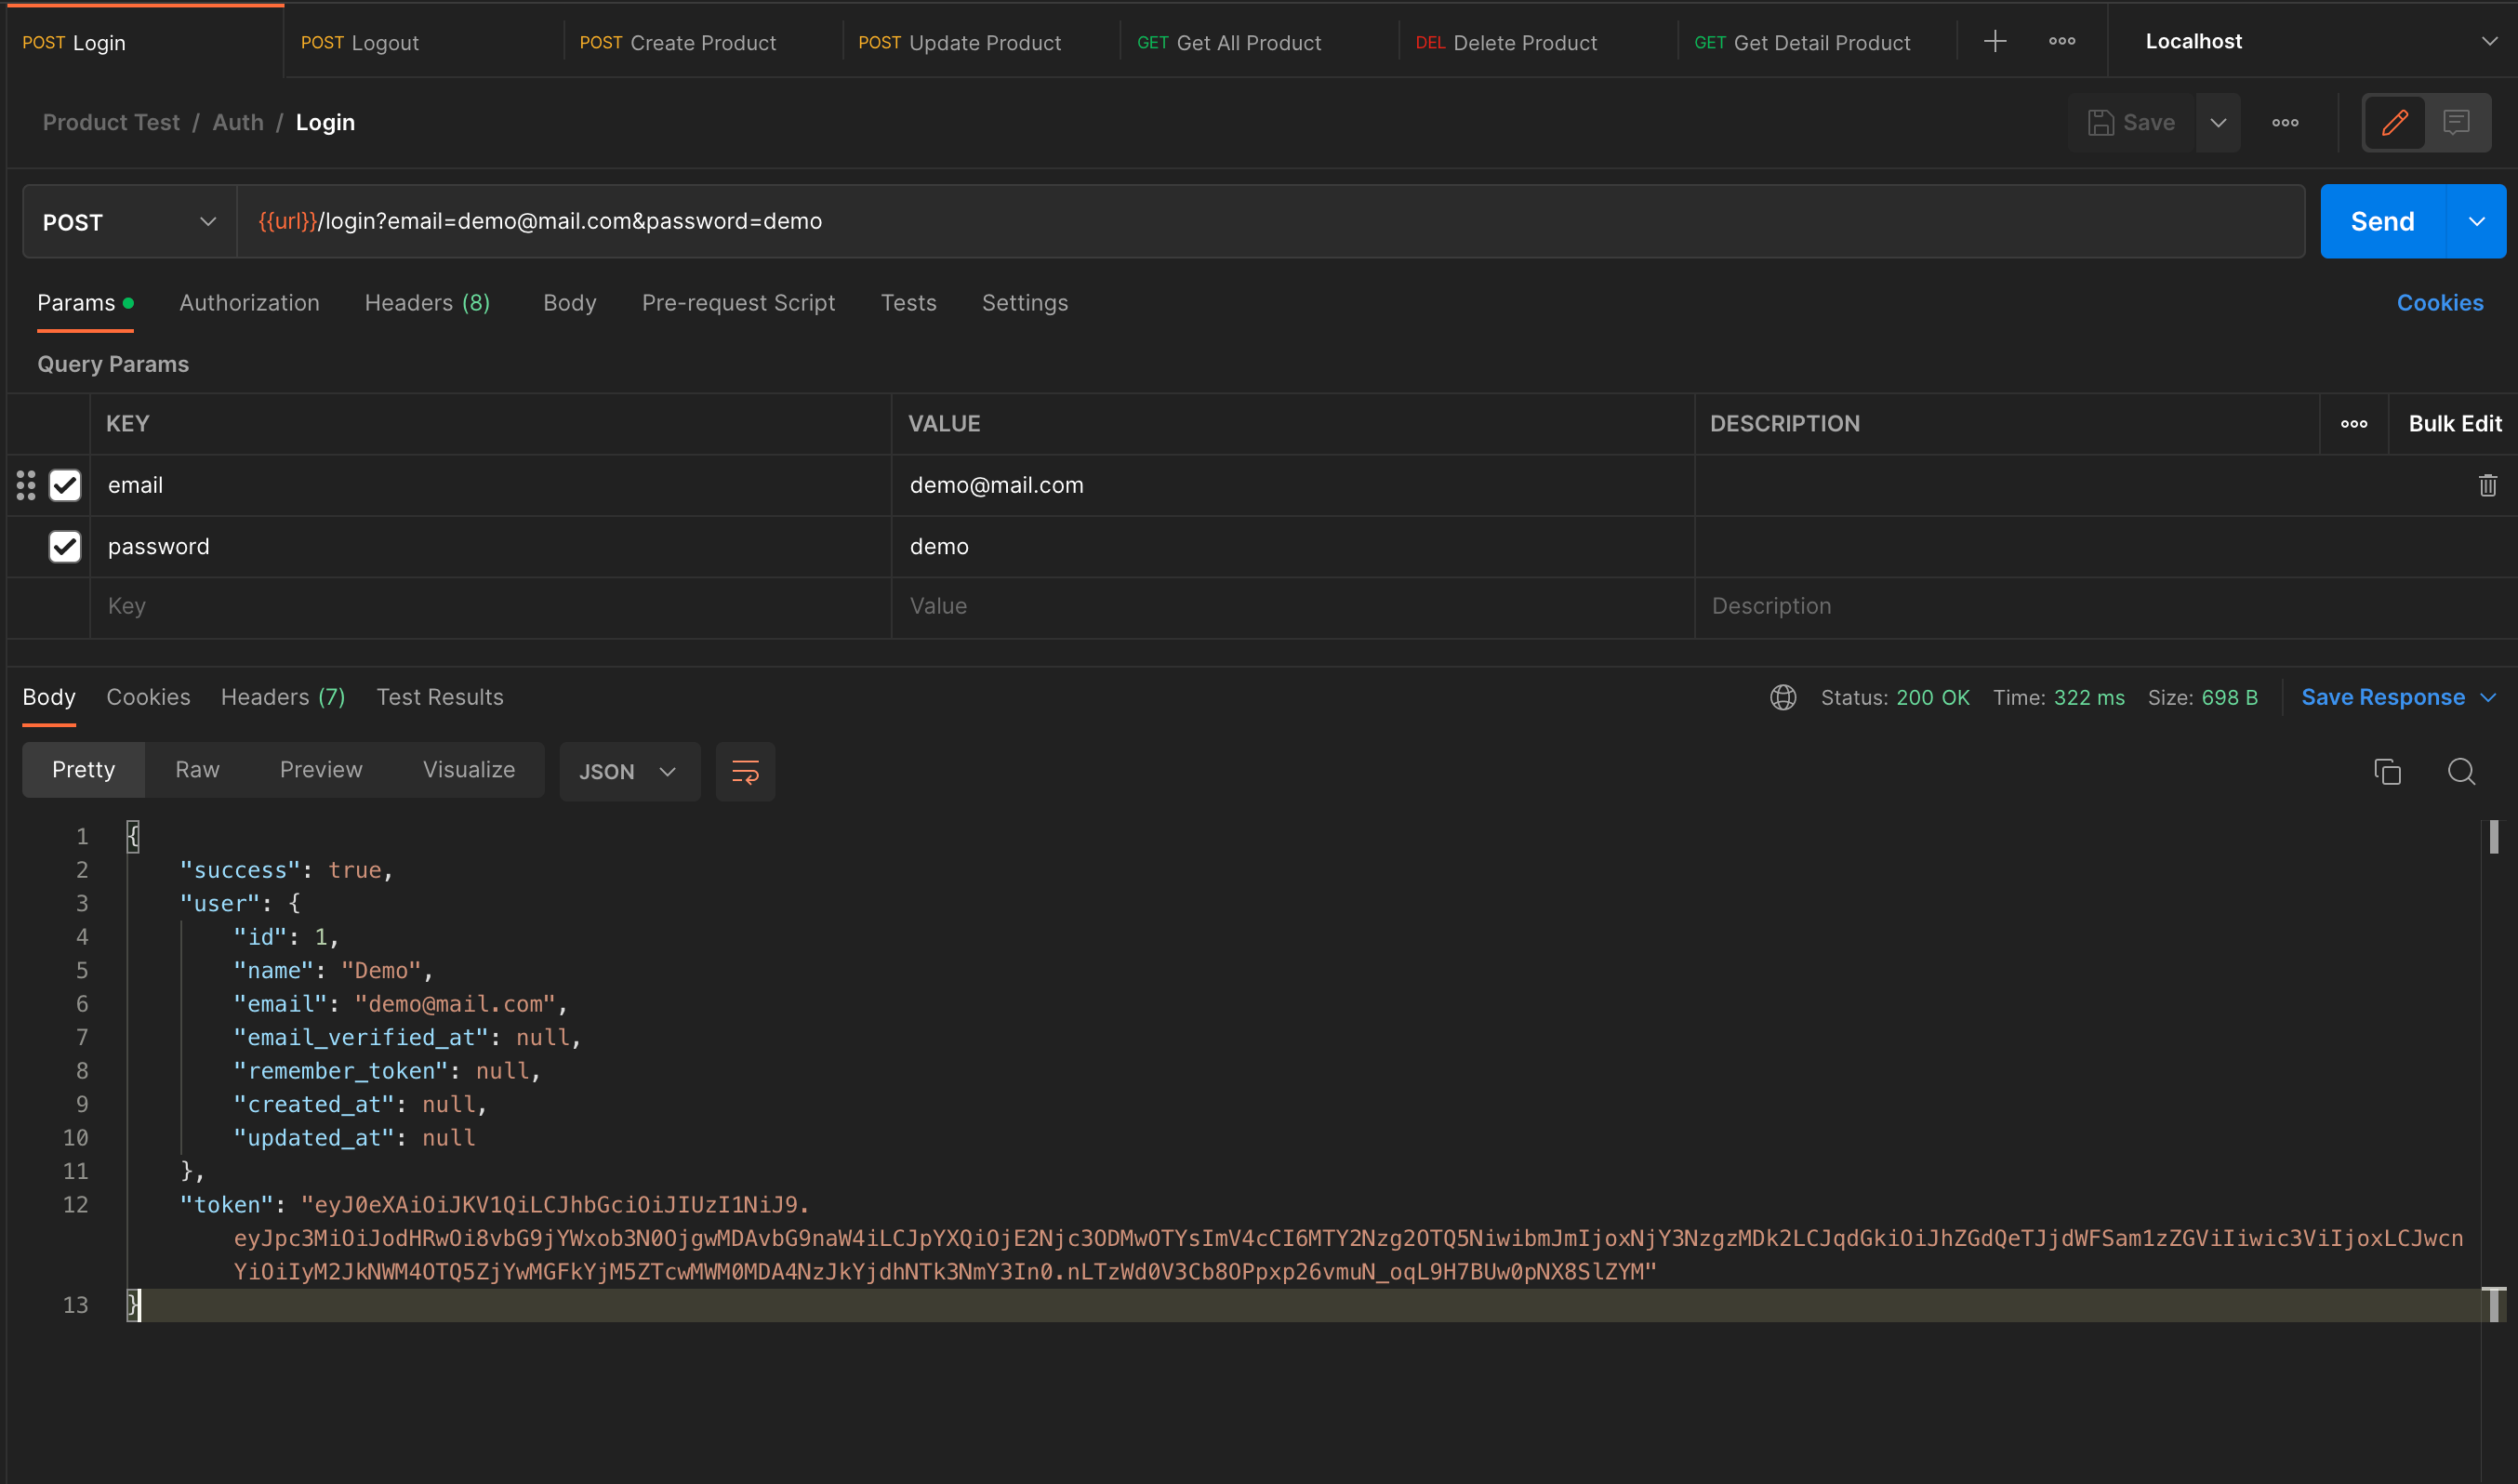 POST Login POST Logout POST Create Product POST Update Product GET Get All Product DEL Delete Product GET Get Detail Product Localhost
Product Test / Auth / Login Save
POST {{url}}/login?email=demo@mail.com&password=demo Send
Params Authorization Headers (8) Body Pre-request Script Tests Settings Cookies
Query Params
KEY VALUE DESCRIPTION Bulk Edit
email demo@mail.com
password demo
Key Value Description
Body Cookies Headers (7) Test Results Status: 200 OK Time: 322 ms Size: 698 B Save Response
Pretty Raw Preview Visualize JSON
1 {
2 "success": true,
3 "user": {
4 "id": 1,
5 "name": "Demo",
6 "email": "demo@mail.com",
7 "email_verified_at": null,
8 "remember_token": null,
9 "created_at": null,
10 "updated_at": null
11 },
12 "token": "eyJ0eXAiOiJKV1QiLCJhbGciOiJIUzI1NiJ9.
eyJpc3MiOiJodHRwOi8vbG9jYWxob3N0OjgwMDAvbG9naW4iLCJpYXQiOjE2Njc3ODMwOTYsImV4cCI6MTY2Nzg2OTQ5NiwibmJmIjoxNjY3NzgzMDk2LCJqdGkiOiJhZGdQeTJjdWFSam1zZGViIiwic3ViIjoxLCJwcn
YiOiIyM2JkNWM4OTQ5ZjYwMGFkYjM5ZTcwMWM0MDA4NzJkYjdhNTk3NmY3In0.nLTzWd0V3Cb8OPpxp26vmuN_oqL9H7BUw0pNX8SlZYM"
13 }